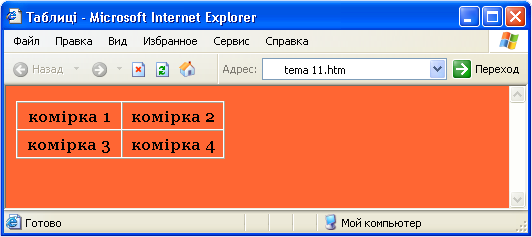 Таблиці - Microsoft Internet Explorer
Файл Правка Вид Избранное Сервис Справка
Назад Адрес: tema 11.htm Переход
комірка 1 комірка 2
комірка 3 комірка 4
Готово Мой компьютер